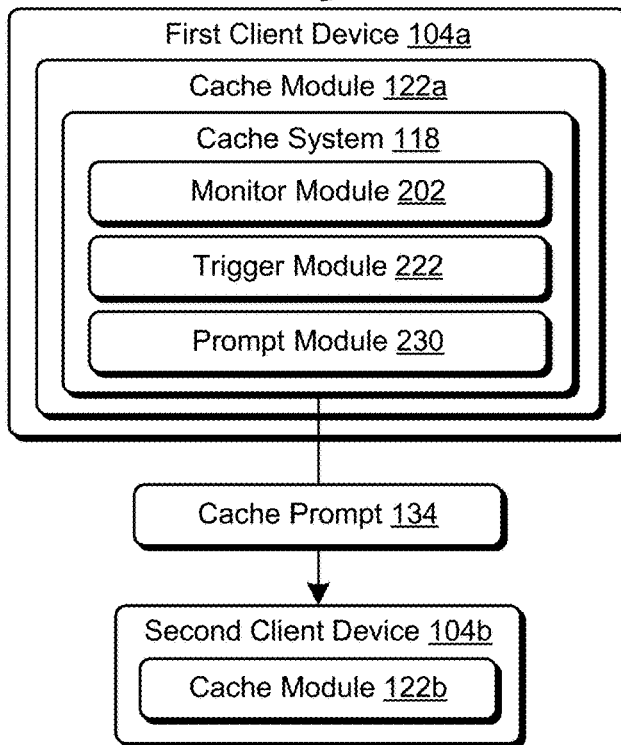 First Client Device 104a
Cache Module 122a
Cache System 118
Monitor Module 202
Trigger Module 222
Prompt Module 230
Cache Prompt 134
Second Client Device 104b
Cache Module 122b